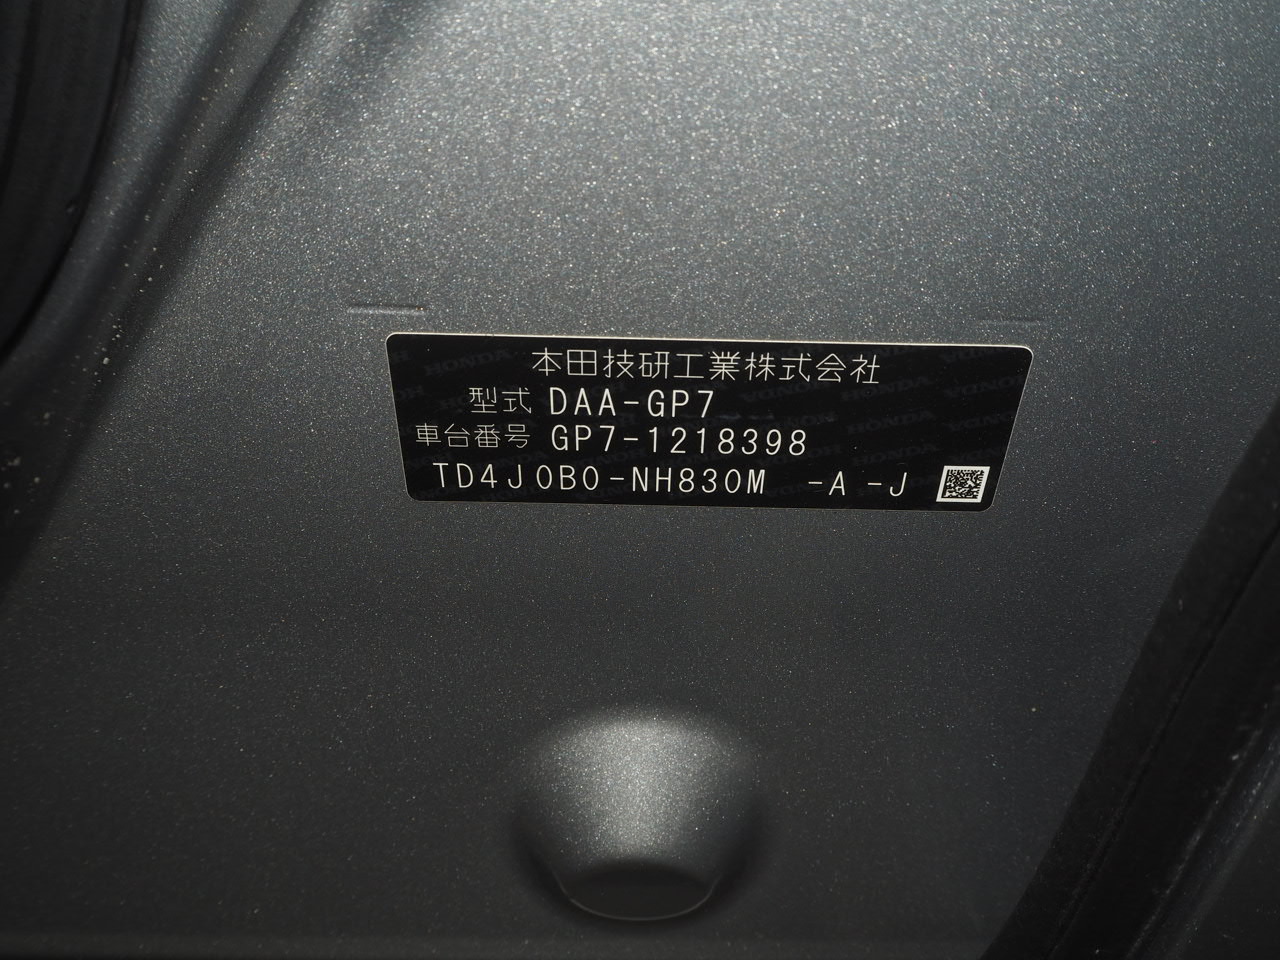 本田技研工業株式会社
型式 DAA-GP7
車台番号 GP7-1218398
TD4J0B0-NH830M -A -J